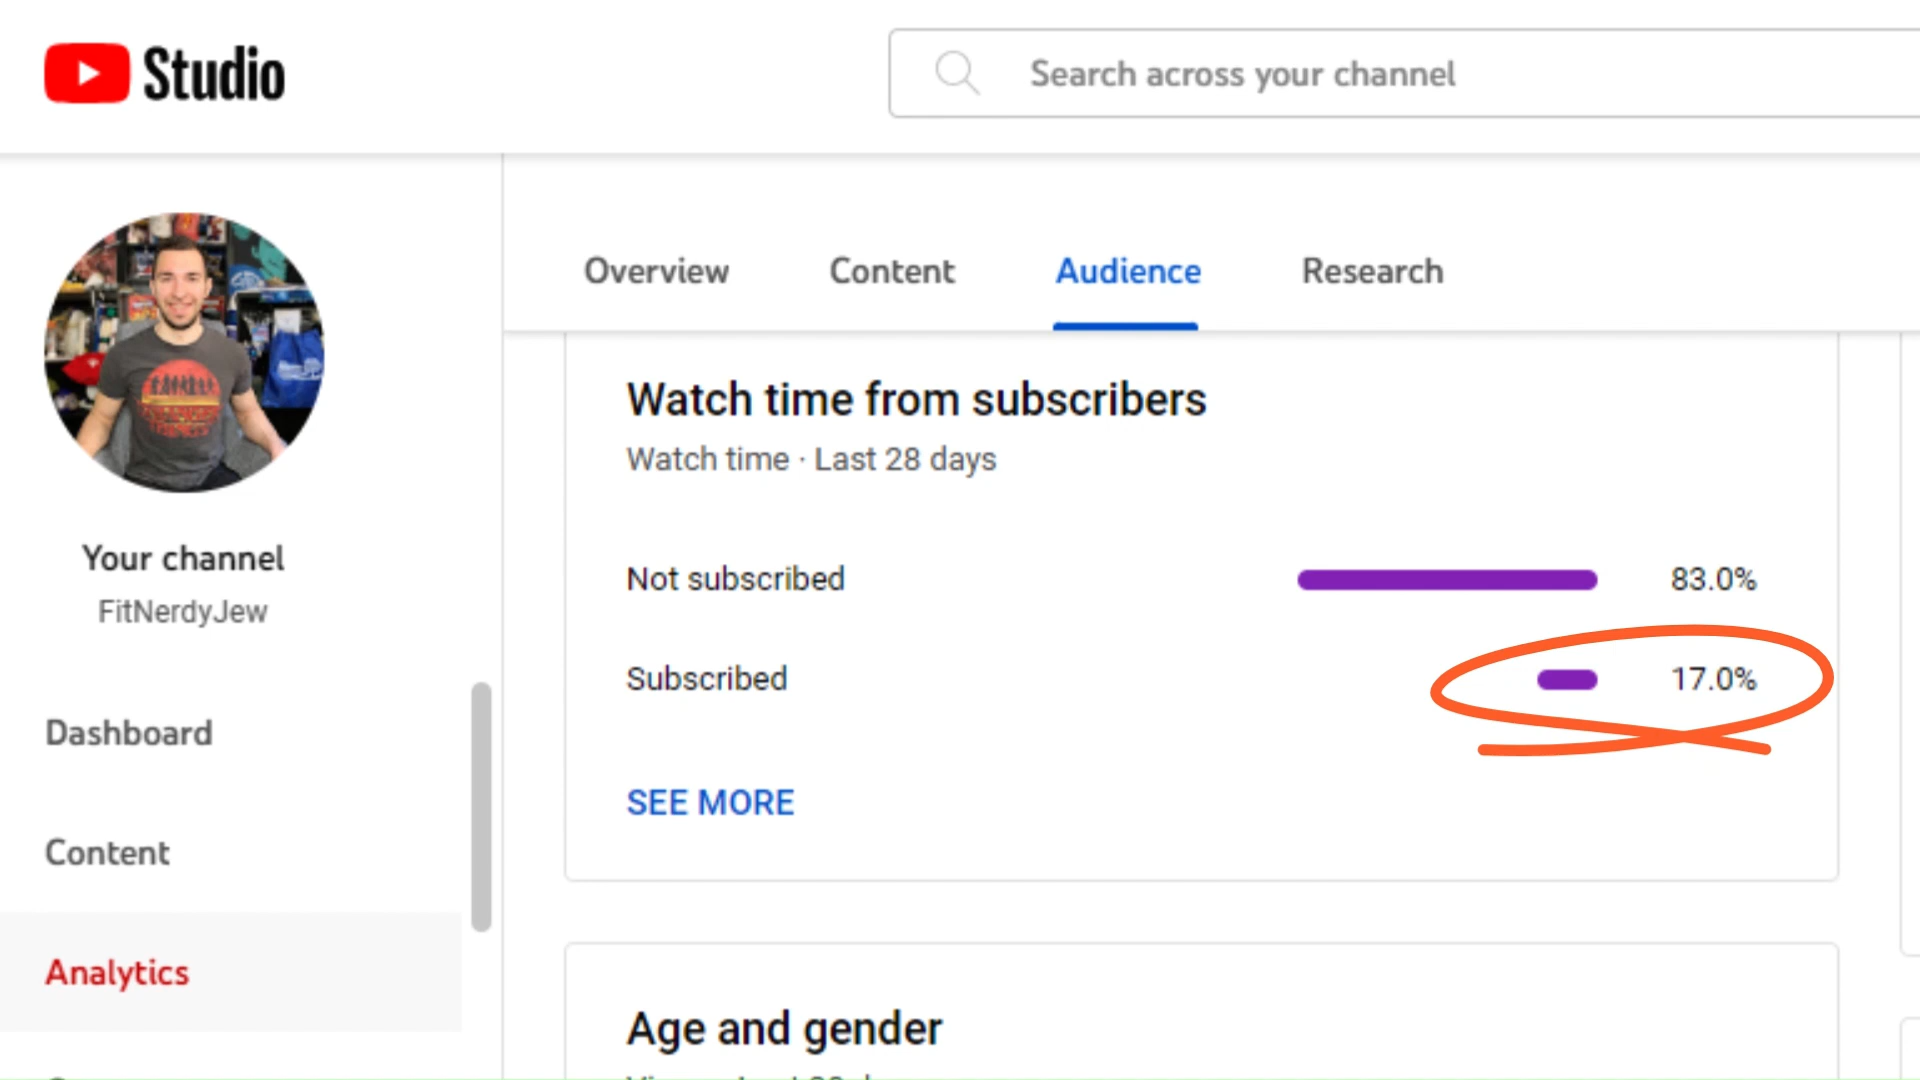 Studio
Search across your channel
Overview
Content
Audience
Research
Your channel
FitNerdyJew
Dashboard
Content
Analytics
Watch time from subscribers
Watch time · Last 28 days
Not subscribed 83.0%
Subscribed 17.0%
SEE MORE
Age and gender